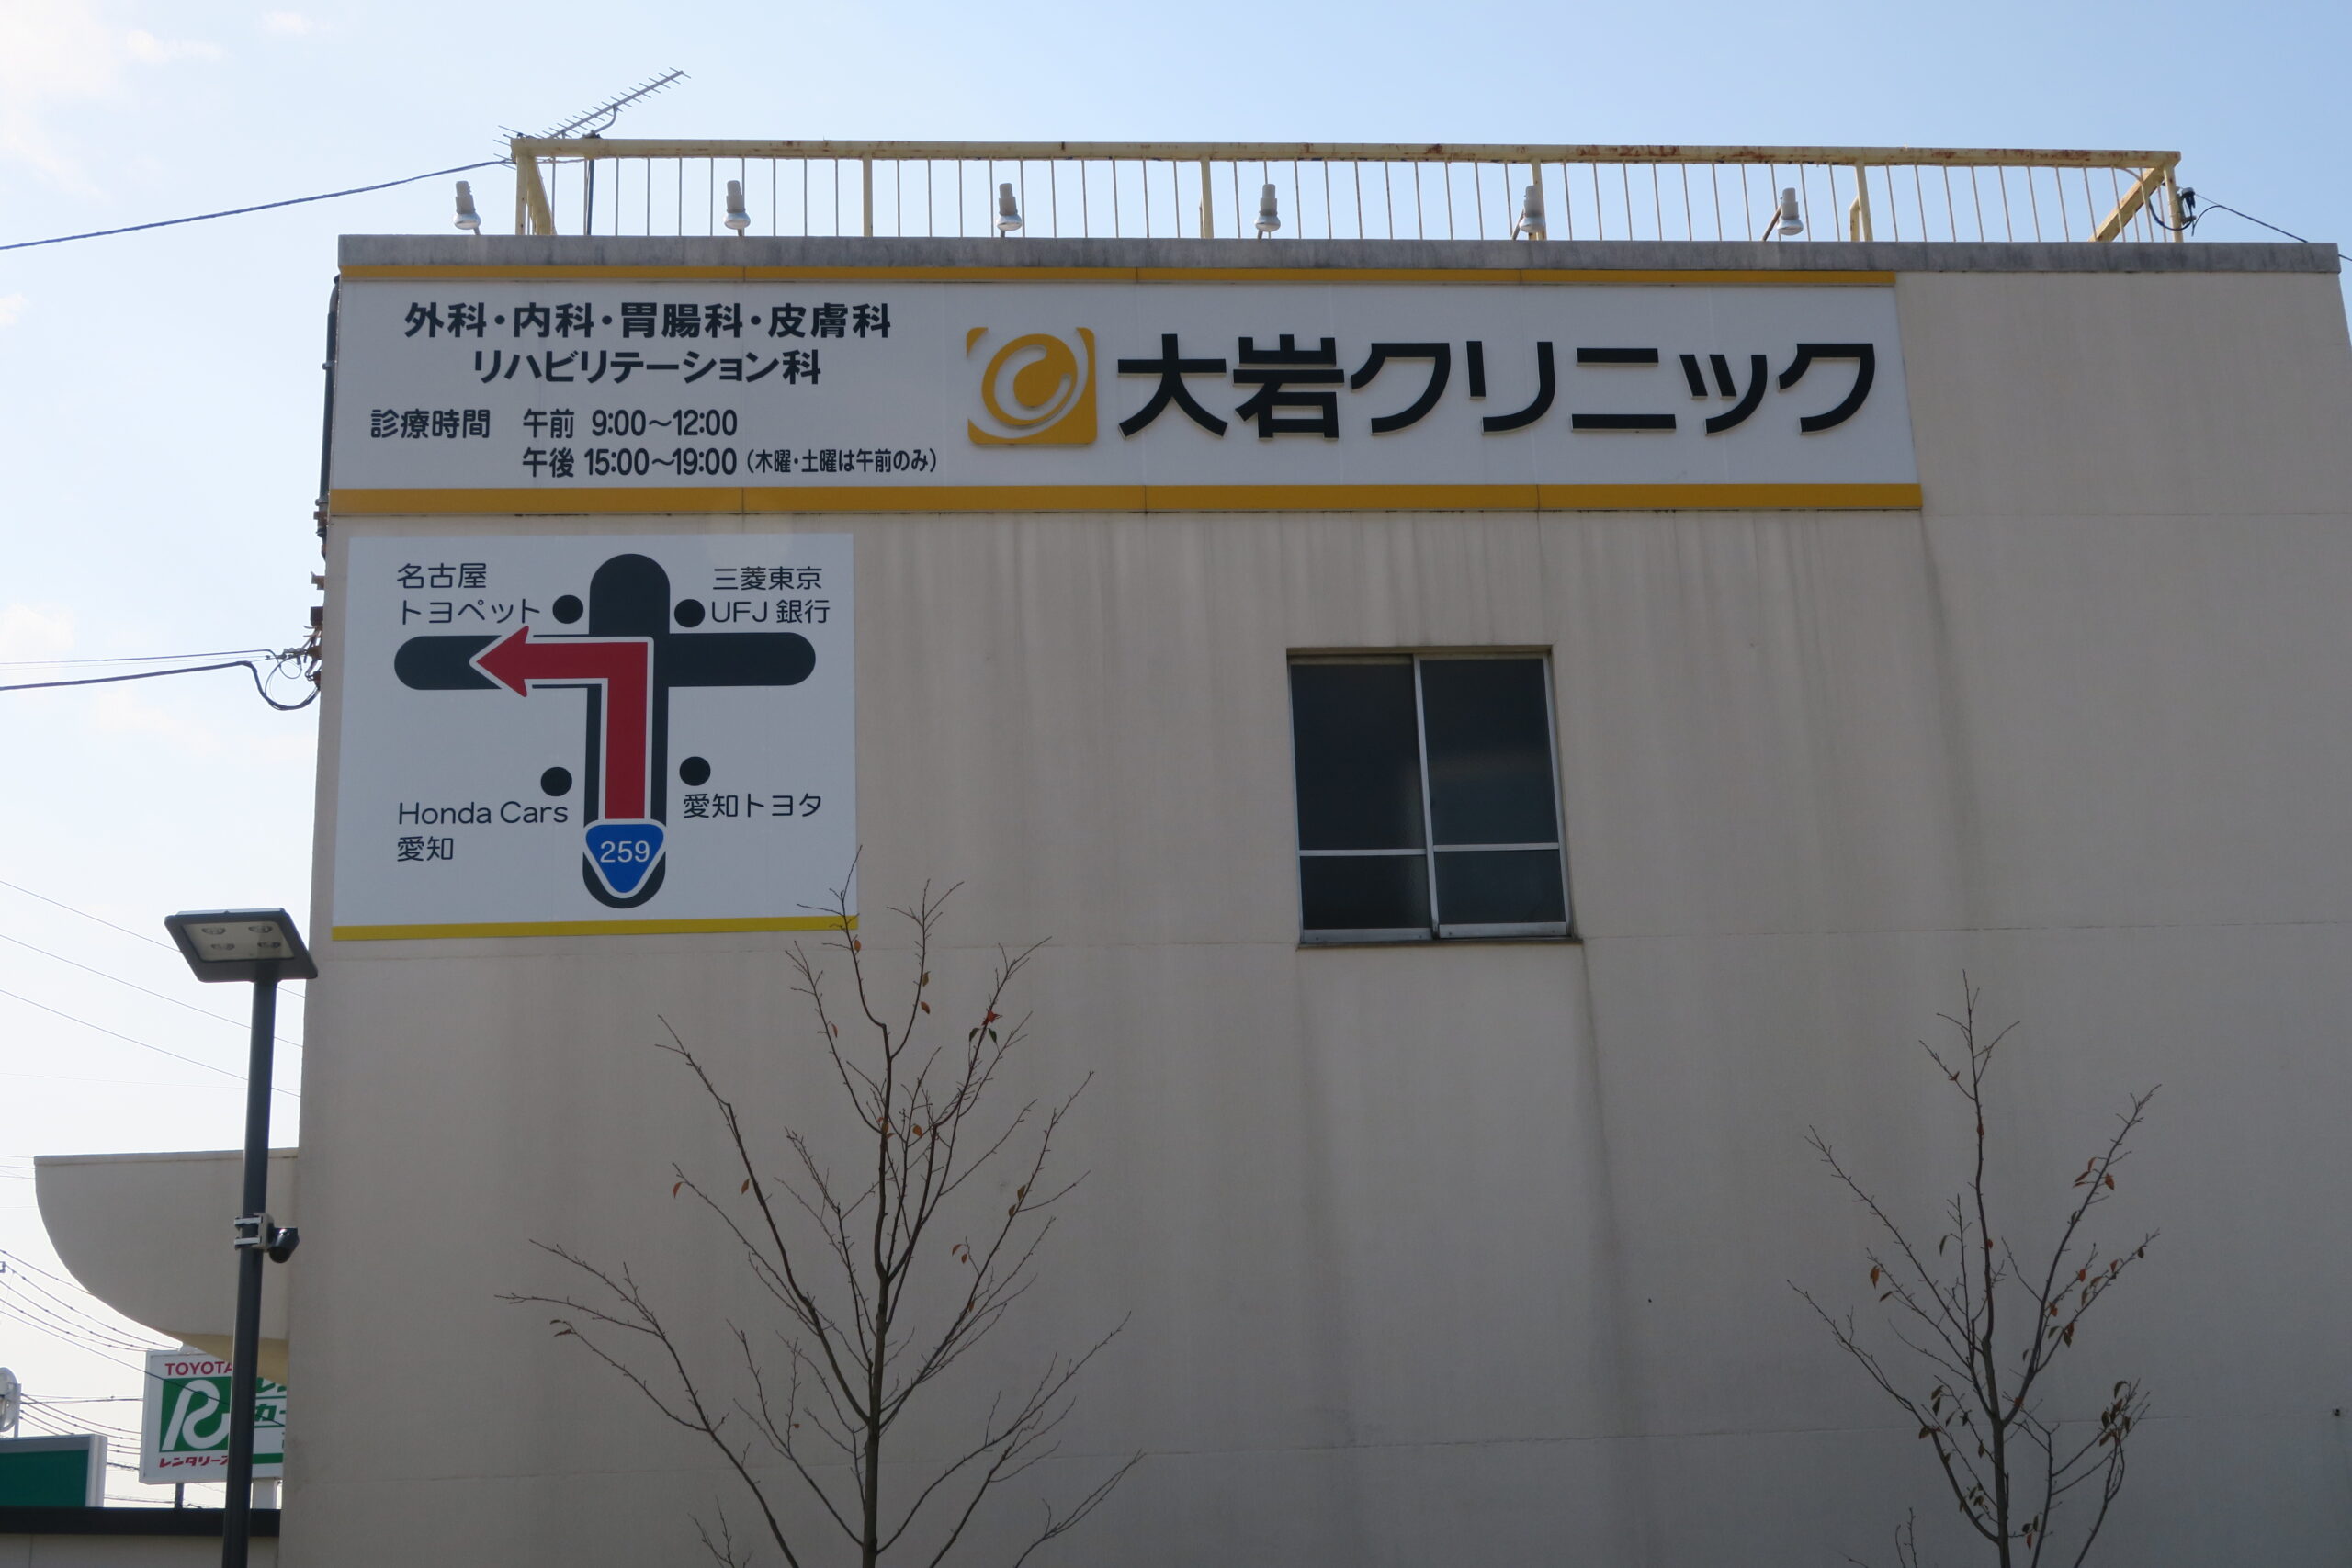 外科・内科・胃腸科・皮膚科
リハビリテーション科
診療時間 午前 9:00〜12:00
午後 15:00〜19:00（木曜・土曜は午前のみ）
大岩クリニック
名古屋
トヨペット
三菱東京
UFJ 銀行
Honda Cars
愛知
愛知トヨタ
259
TOYOTA